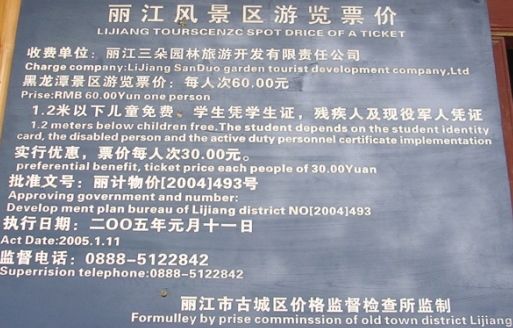 丽江风景区游览票价
LIJIANG TOURSCENZC SPOT DRICE OF A TICKET
收费单位：丽江三朵园林旅游开发有限责任公司
Charge company:LiJiang SanDuo garden tourist development company,Ltd
黑龙潭景区游览票价：每人次60.00元
Prise:RMB 60.00Yun one person
1.2米以下儿童免费、学生凭学生证，残疾人及现役军人凭证
1.2 meters below children free.The student depends on the student identity
card, the disabled person and the active duty personnel certificate implementation
实行优惠，票价每人次30.00元。
preferential benefit, ticket price each people of 30.00Yuan
批准文号：丽计物价[2004]493号
Approving government and number:
Develop ment plan bureau of Lijiang district NO[2004]493
执行日期：二OO五年元月十一日
Act Date:2005.1.11
监督电话：0888-5122842
Superrision telephone:0888-5122842
丽江市古城区价格监督检查所监制
Formulley by prise comminssion of old town district Lijiang